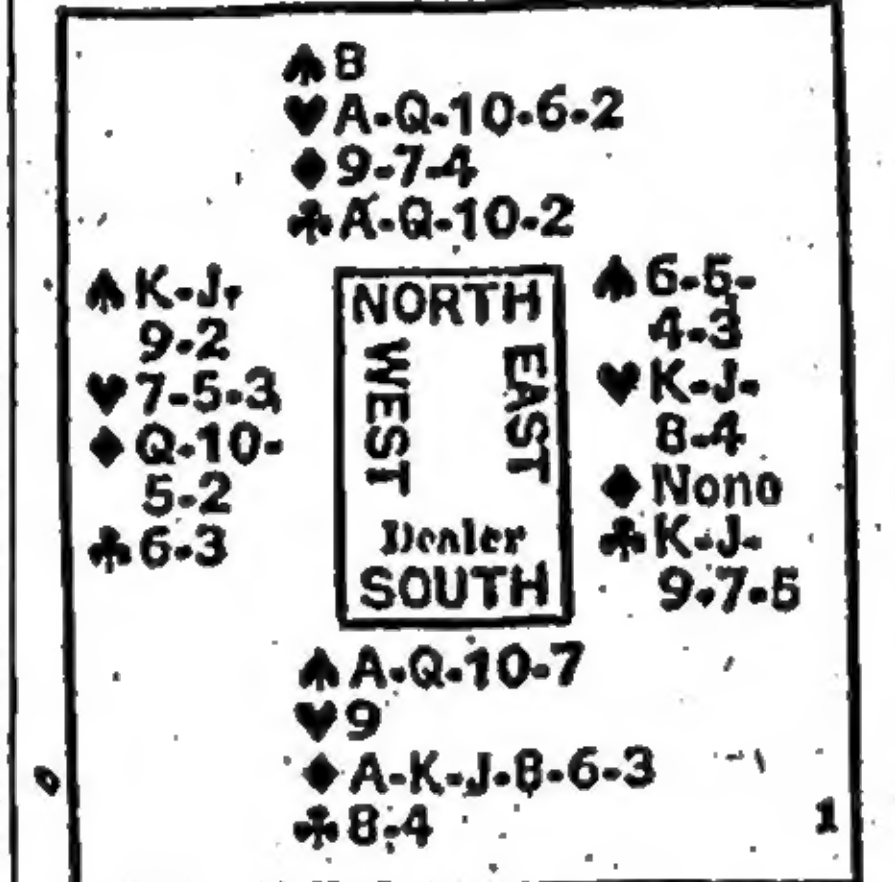 ♠8
♥A-Q-10-6-2
♦9-7-4
♣A-Q-10-2
♠K-J-
9-2
♥7-5-3
♦Q-10-
5-2
♣6-3
NORTH
WEST
EAST
Dealer
SOUTH
♠6-5-
4-3
♥K-J-
8-4
♦None
♣K-J-
9-7-5
♠A-Q-10-7
♥9
♦A-K-J-8-6-3
♣8-4
1